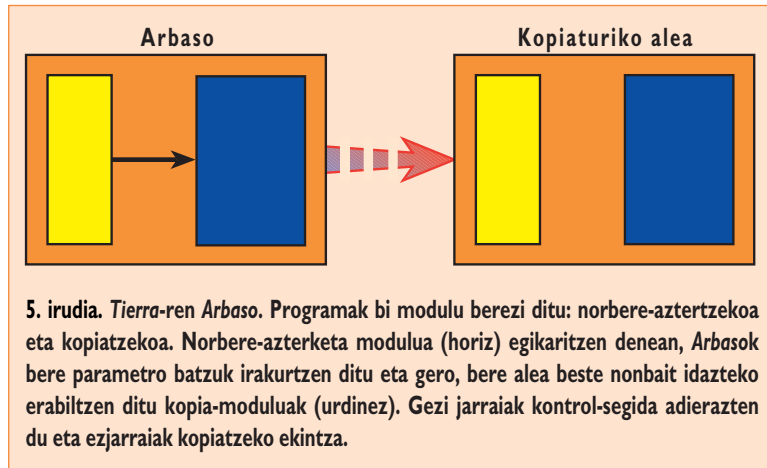 Arbaso
Kopiaturiko alea
5. irudia. Tierra-ren Arbaso. Programak bi modulu berezi ditu: norbere-aztertzekoa
eta kopiatzekoa. Norbere-azterketa modulua (horiz) egikaritzen denean, Arbasok
bere parametro batzuk irakurtzen ditu eta gero, bere alea beste nonbait idazteko
erabiltzen ditu kopia-moduluak (urdinez). Gezi jarraiak kontrol-segida adierazten
du eta ezjarraiak kopiatzeko ekintza.